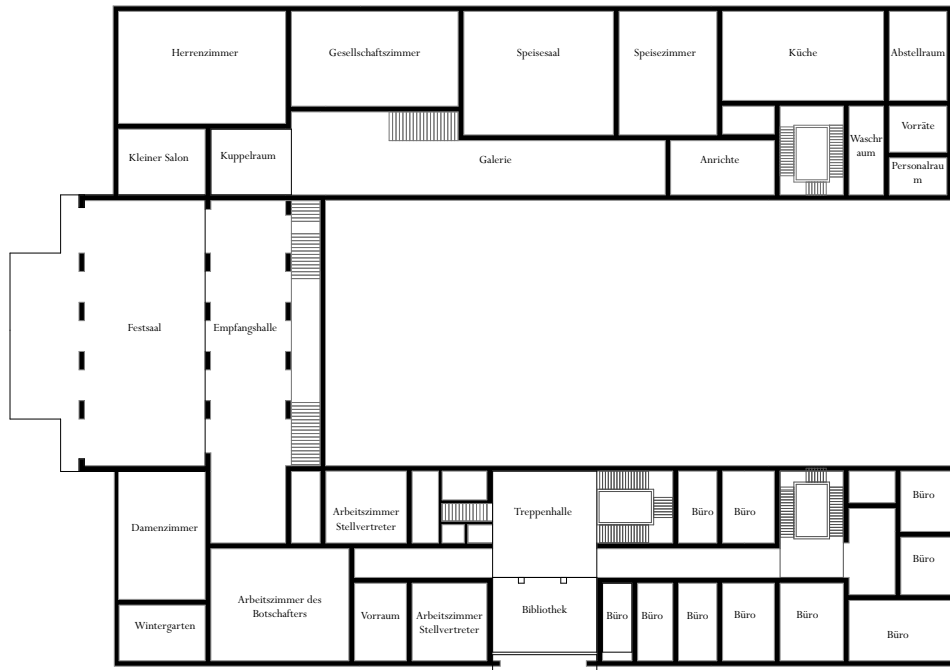 Herrenzimmer
Gesellschaftszimmer
Speisesaal
Speisezimmer
Küche
Abstellraum
Kleiner Salon
Kuppelraum
Galerie
Anrichte
Waschr
aum
Vorräte
Personalrau
m
Festsaal
Empfangshalle
Damenzimmer
Arbeitszimmer
Stellvertreter
Treppenhalle
Büro
Büro
Büro
Büro
Wintergarten
Arbeitszimmer des
Botschafters
Vorraum
Arbeitszimmer
Stellvertreter
Bibliothek
Büro
Büro
Büro
Büro
Büro
Büro